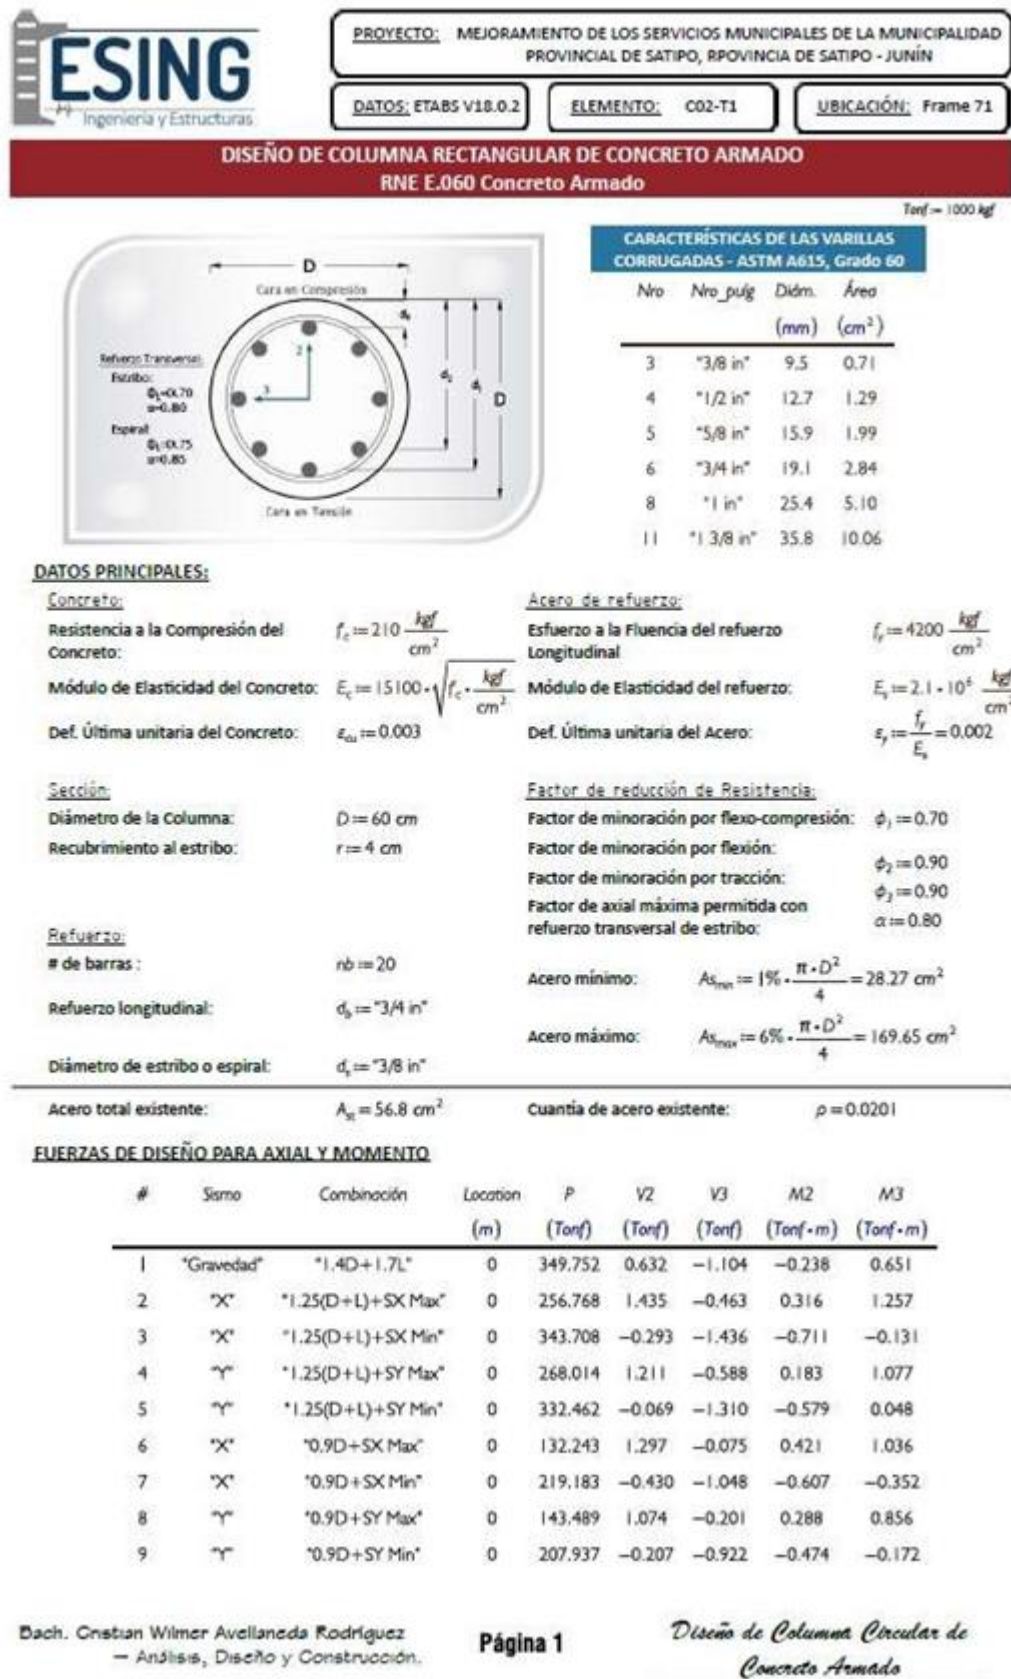 ESING
Ingeniería y Estructuras
PROYECTO: MEJORAMIENTO DE LOS SERVICIOS MUNICIPALES DE LA MUNICIPALIDAD
PROVINCIAL DE SATIPO, RPOVINCIA DE SATIPO - JUNÍN
DATOS: ETABS V18.0.2
ELEMENTO: C02-T1
UBICACIÓN: Frame 71
DISEÑO DE COLUMNA RECTANGULAR DE CONCRETO ARMADO
RNE E.060 Concreto Armado
Tonf := 1000 kgf
D
Cara en Compresión
2
3
d₂ d₁ D
Refuerzo Transversal:
Estribo:
α=0.80
Espiral:
α=0.85
Cara en Tensión
CARACTERÍSTICAS DE LAS VARILLAS
CORRUGADAS - ASTM A615, Grado 60
Nro Nro_pulg Diám. Área
(mm) (cm²)
3 "3/8 in" 9.5 0.71
4 "1/2 in" 12.7 1.29
5 "5/8 in" 15.9 1.99
6 "3/4 in" 19.1 2.84
8 "1 in" 25.4 5.10
11 "1 3/8 in" 35.8 10.06
DATOS PRINCIPALES:
Concreto:
Resistencia a la Compresión del
Concreto:
f'c := 210 kgf/cm²
Módulo de Elasticidad del Concreto: Ec := 15100·√(f'c · kgf/cm²)
Def. Última unitaria del Concreto: εcu := 0.003
Acero de refuerzo:
Esfuerzo a la Fluencia del refuerzo
Longitudinal
fy := 4200 kgf/cm²
Módulo de Elasticidad del refuerzo: Es := 2.1·10⁶ kgf/cm²
Def. Última unitaria del Acero: εy := fy/Es = 0.002
Sección:
Diámetro de la Columna: D := 60 cm
Recubrimiento al estribo: r := 4 cm
Factor de reducción de Resistencia:
Factor de minoración por flexo-compresión: ϕ₁ := 0.70
Factor de minoración por flexión: ϕ₂ := 0.90
Factor de minoración por tracción: ϕ₃ := 0.90
Factor de axial máxima permitida con
refuerzo transversal de estribo: α := 0.80
Refuerzo:
# de barras : nb := 20
Refuerzo longitudinal: db := "3/4 in"
Diámetro de estribo o espiral: ds := "3/8 in"
Acero mínimo: Asmin := 1%·π·D²/4 = 28.27 cm²
Acero máximo: Asmax := 6%·π·D²/4 = 169.65 cm²
Acero total existente: Ast = 56.8 cm²
Cuantía de acero existente: ρ = 0.0201
FUERZAS DE DISEÑO PARA AXIAL Y MOMENTO
# Sismo Combinación Location P V2 V3 M2 M3
(m) (Tonf) (Tonf) (Tonf) (Tonf·m) (Tonf·m)
1 "Gravedad" "1.4D+1.7L" 0 349.752 0.632 −1.104 −0.238 0.651
2 "X" "1.25(D+L)+SX Max" 0 256.768 1.435 −0.463 0.316 1.257
3 "X" "1.25(D+L)+SX Min" 0 343.708 −0.293 −1.436 −0.711 −0.131
4 "Y" "1.25(D+L)+SY Max" 0 268.014 1.211 −0.588 0.183 1.077
5 "Y" "1.25(D+L)+SY Min" 0 332.462 −0.069 −1.310 −0.579 0.048
6 "X" "0.9D+SX Max" 0 132.243 1.297 −0.075 0.421 1.036
7 "X" "0.9D+SX Min" 0 219.183 −0.430 −1.048 −0.607 −0.352
8 "Y" "0.9D+SY Max" 0 143.489 1.074 −0.201 0.288 0.856
9 "Y" "0.9D+SY Min" 0 207.937 −0.207 −0.922 −0.474 −0.172
Bach. Cristian Wilmer Avellaneda Rodríguez
— Análisis, Diseño y Construcción.
Página 1
Diseño de Columna Circular de
Concreto Armado